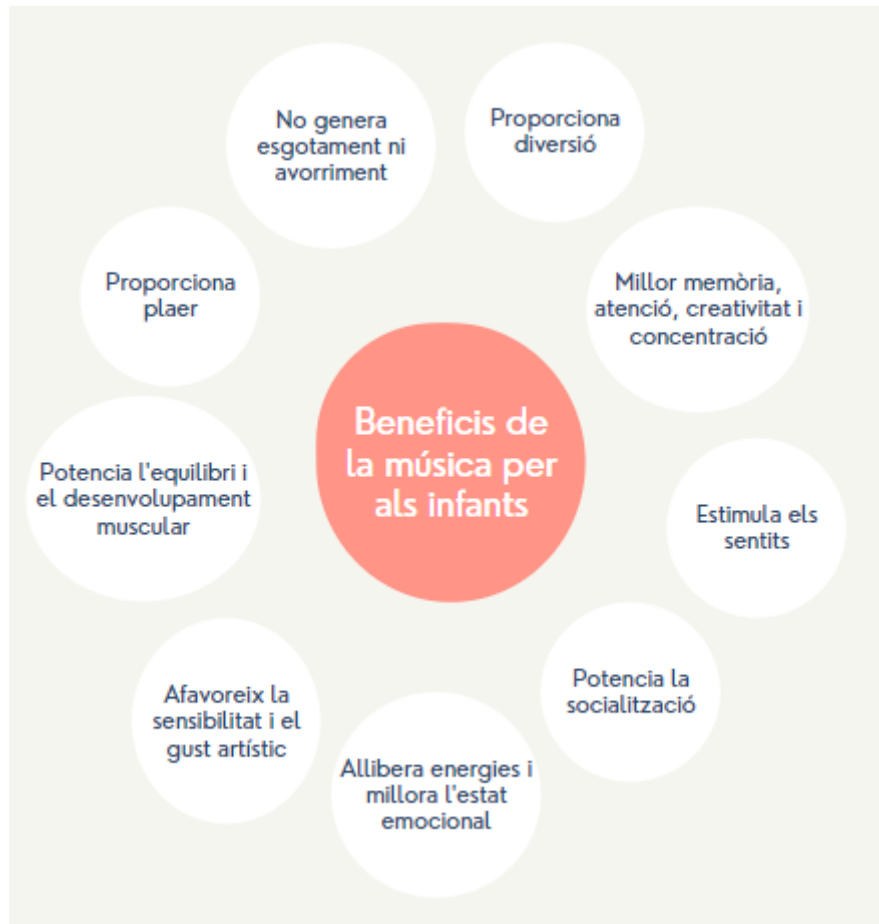 No genera
esgotament ni
avorriment
Proporciona
diversió
Proporciona
plaer
Millor memòria,
atenció, creativitat i
concentració
Beneficis de
la música per
als infants
Potencia l'equilibri i
el desenvolupament
muscular
Estimula els
sentits
Afavoreix la
sensibilitat i el
gust artístic
Potencia la
socialització
Allibera energies i
millora l'estat
emocional